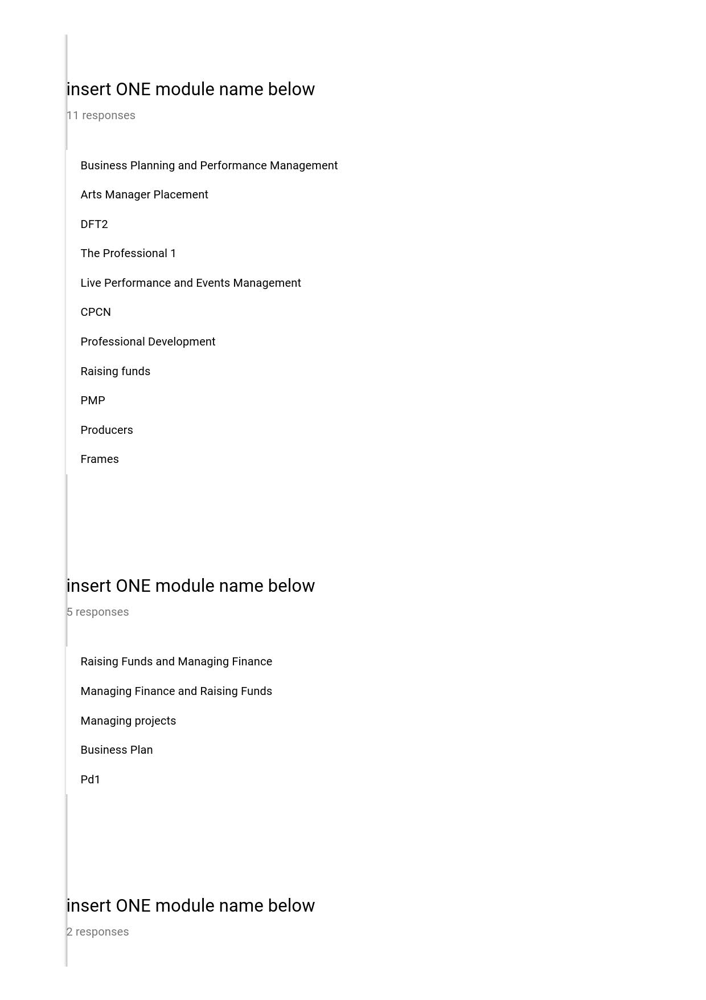 insert ONE module name below
11 responses
Business Planning and Performance Management
Arts Manager Placement
DFT2
The Professional 1
Live Performance and Events Management
CPCN
Professional Development
Raising funds
PMP
Producers
Frames
insert ONE module name below
5 responses
Raising Funds and Managing Finance
Managing Finance and Raising Funds
Managing projects
Business Plan
Pd1
insert ONE module name below
2 responses